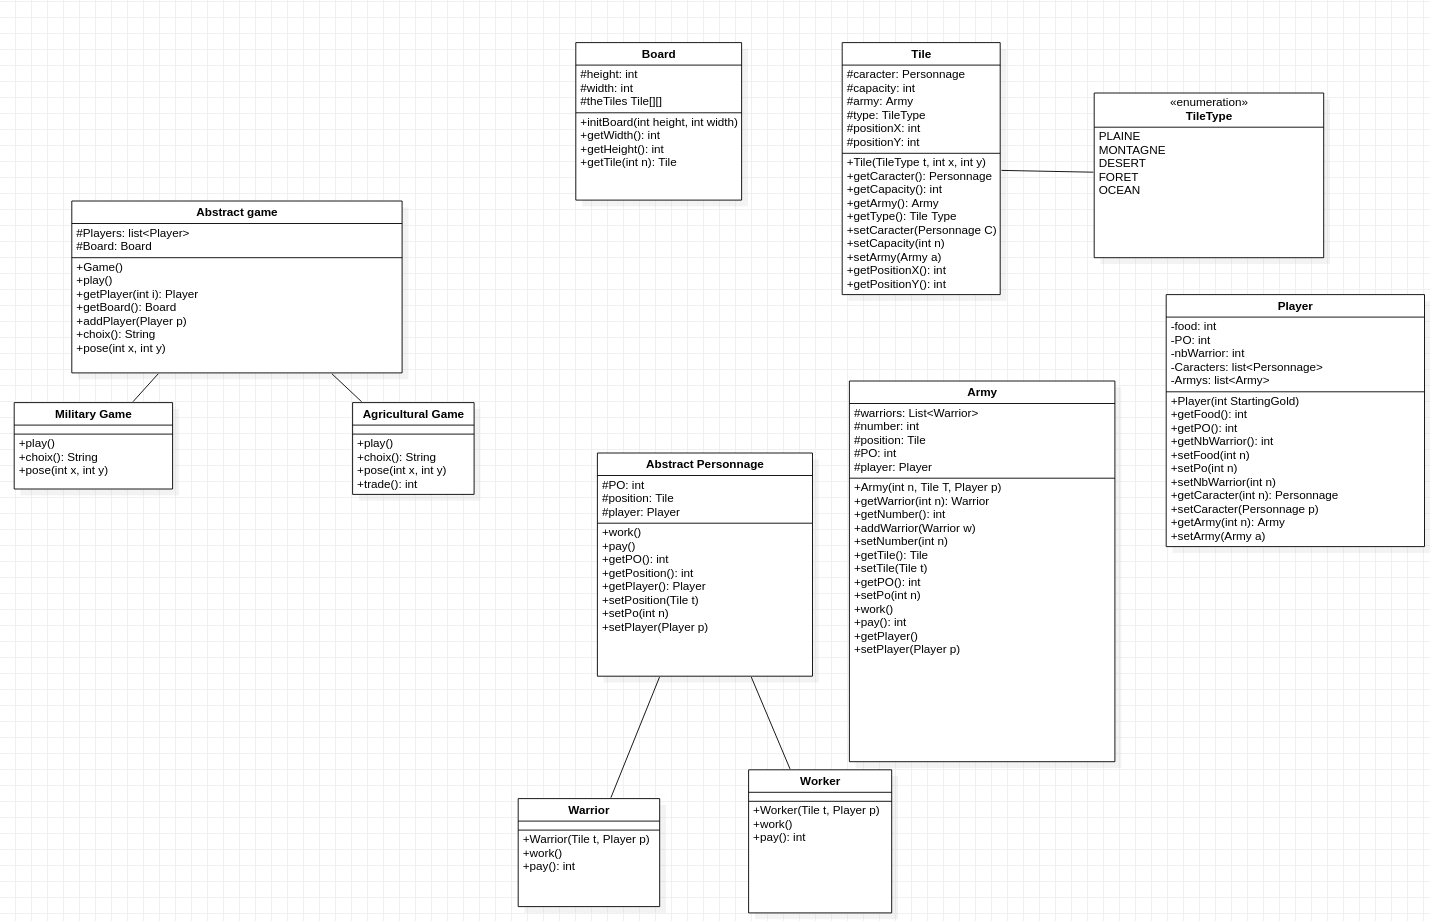 Board
#height: int
#width: int
#theTiles Tile[][]
+initBoard(int height, int width)
+getWidth(): int
+getHeight(): int
+getTile(int n): Tile
Tile
#caracter: Personnage
#capacity: int
#army: Army
#type: TileType
#positionX: int
#positionY: int
+Tile(TileType t, int x, int y)
+getCaracter(): Personnage
+getCapacity(): int
+getArmy(): Army
+getType(): Tile Type
+setCaracter(Personnage C)
+setCapacity(int n)
+setArmy(Army a)
+getPositionX(): int
+getPositionY(): int
«enumeration»
TileType
PLAINE
MONTAGNE
DESERT
FORET
OCEAN
Abstract game
#Players: list<Player>
#Board: Board
+Game()
+play()
+getPlayer(int i): Player
+getBoard(): Board
+addPlayer(Player p)
+choix(): String
+pose(int x, int y)
Military Game
+play()
+choix(): String
+pose(int x, int y)
Agricultural Game
+play()
+choix(): String
+pose(int x, int y)
+trade(): int
Player
-food: int
-PO: int
-nbWarrior: int
-Caracters: list<Personnage>
-Armys: list<Army>
+Player(int StartingGold)
+getFood(): int
+getPO(): int
+getNbWarrior(): int
+setFood(int n)
+setPo(int n)
+setNbWarrior(int n)
+getCaracter(int n): Personnage
+setCaracter(Personnage p)
+getArmy(int n): Army
+setArmy(Army a)
Army
#warriors: List<Warrior>
#number: int
#position: Tile
#PO: int
#player: Player
+Army(int n, Tile T, Player p)
+getWarrior(int n): Warrior
+getNumber(): int
+addWarrior(Warrior w)
+setNumber(int n)
+getTile(): Tile
+setTile(Tile t)
+getPO(): int
+setPo(int n)
+work()
+pay(): int
+getPlayer()
+setPlayer(Player p)
Abstract Personnage
#PO: int
#position: Tile
#player: Player
+work()
+pay()
+getPO(): int
+getPosition(): int
+getPlayer(): Player
+setPosition(Tile t)
+setPo(int n)
+setPlayer(Player p)
Warrior
+Warrior(Tile t, Player p)
+work()
+pay(): int
Worker
+Worker(Tile t, Player p)
+work()
+pay(): int